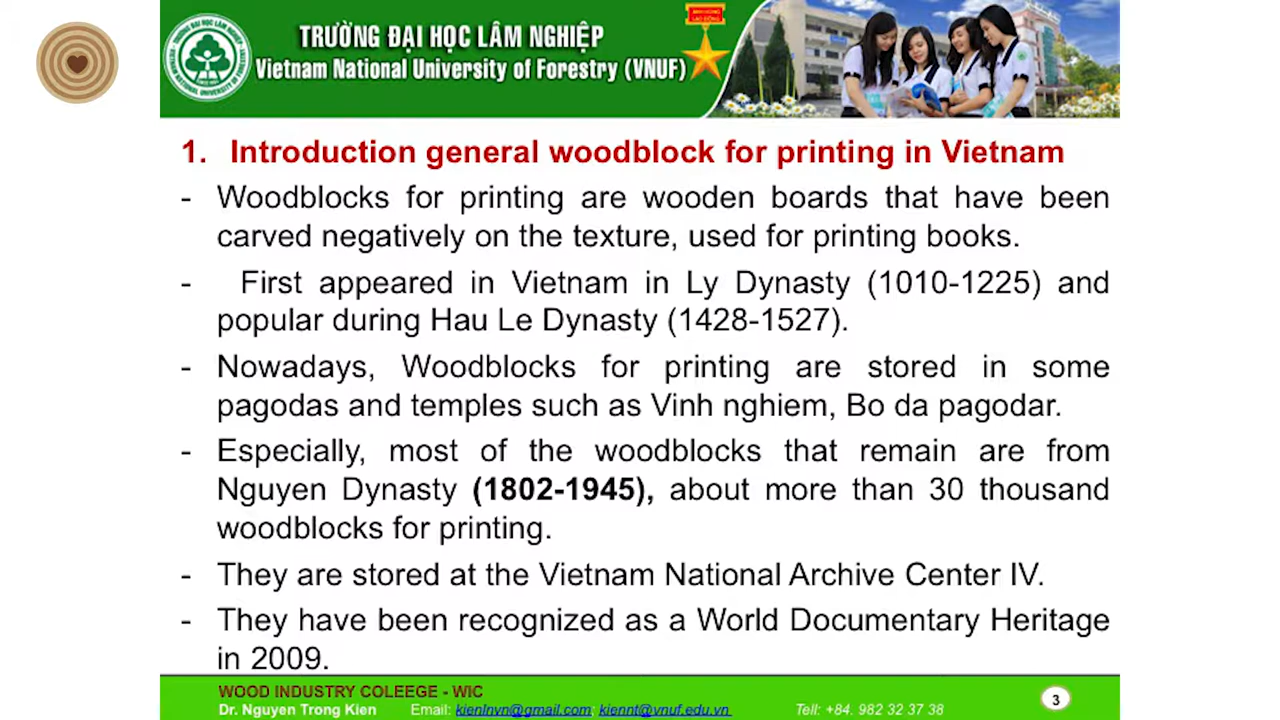 TRƯỜNG ĐẠI HỌC LÂM NGHIỆP
Vietnam National University of Forestry (VNUF)
1. Introduction general woodblock for printing in Vietnam
- Woodblocks for printing are wooden boards that have been
carved negatively on the texture, used for printing books.
- First appeared in Vietnam in Ly Dynasty (1010-1225) and
popular during Hau Le Dynasty (1428-1527).
- Nowadays, Woodblocks for printing are stored in some
pagodas and temples such as Vinh nghiem, Bo da pagodar.
- Especially, most of the woodblocks that remain are from
Nguyen Dynasty (1802-1945), about more than 30 thousand
woodblocks for printing.
- They are stored at the Vietnam National Archive Center IV.
- They have been recognized as a World Documentary Heritage
in 2009.
WOOD INDUSTRY COLEEGE - WIC
Dr. Nguyen Trong Kien Email: kienlnvn@gmail.com; kiennt@vnuf.edu.vn Tell: +84. 982 32 37 38
3